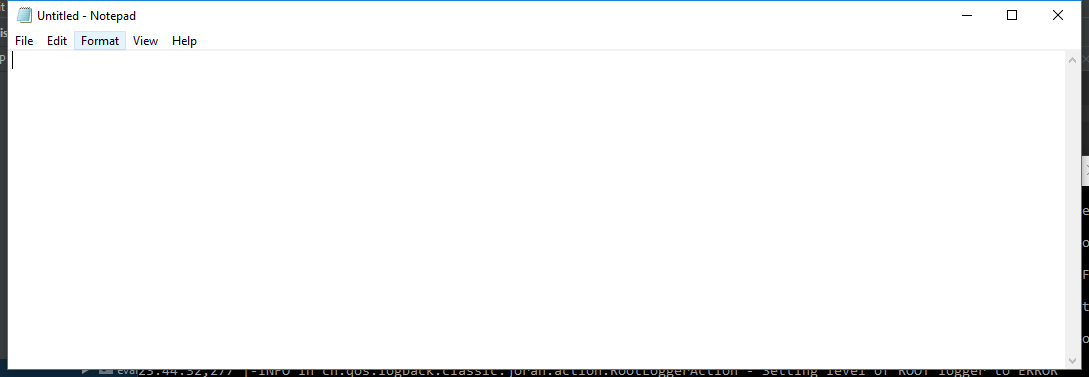 Untitled - Notepad
File Edit Format View Help
eval23:44:32,277 |-INFO in ch.qos.logback.classic.joran.action.RootLoggerAction - Setting level of ROOT logger to ERROR